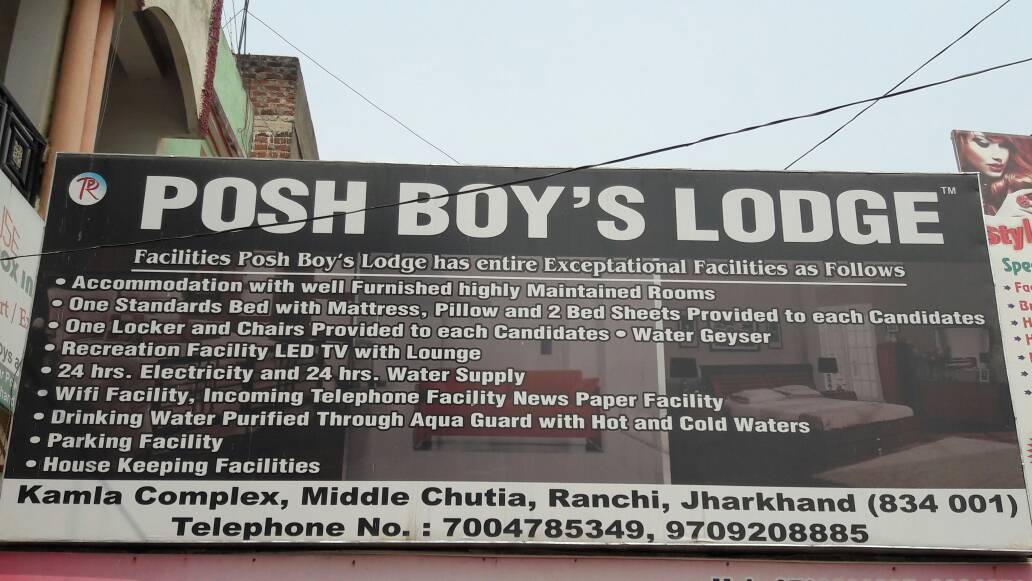 POSH BOY'S LODGE™
Facilities Posh Boy's Lodge has entire Exceptational Facilities as Follows
• Accommodation with well Furnished highly Maintained Rooms
• One Standards Bed with Mattress, Pillow and 2 Bed Sheets Provided to each Candidates
• One Locker and Chairs Provided to each Candidates • Water Geyser
• Recreation Facility LED TV with Lounge
• 24 hrs. Electricity and 24 hrs. Water Supply
• Wifi Facility, Incoming Telephone Facility News Paper Facility
• Drinking Water Purified Through Aqua Guard with Hot and Cold Waters
• Parking Facility
• House Keeping Facilities
Kamla Complex, Middle Chutia, Ranchi, Jharkhand (834 001)
Telephone No. : 7004785349, 9709208885